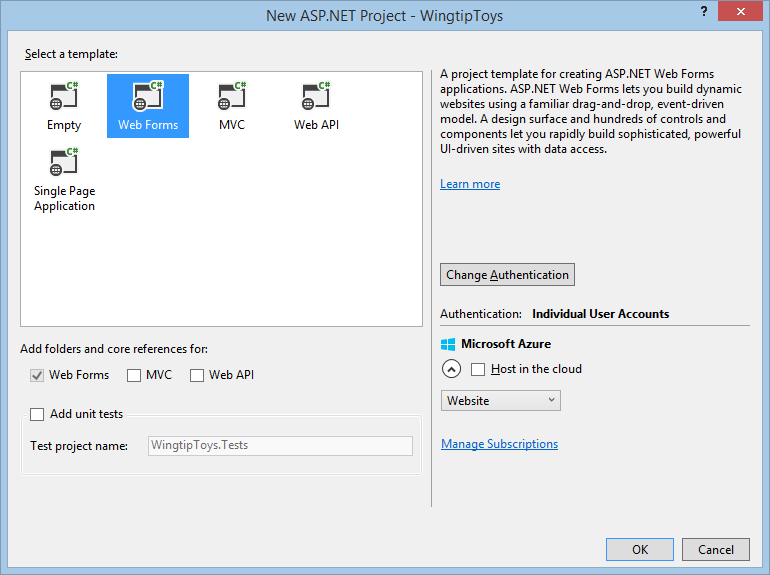 New ASP.NET Project - WingtipToys
?
Select a template:
C#
Empty
C#
Web Forms
C#
MVC
C#
Web API
C#
Single Page
Application
A project template for creating ASP.NET Web Forms
applications. ASP.NET Web Forms lets you build dynamic
websites using a familiar drag-and-drop, event-driven
model. A design surface and hundreds of controls and
components let you rapidly build sophisticated, powerful
UI-driven sites with data access.
Learn more
Change Authentication
Authentication: Individual User Accounts
Microsoft Azure
Host in the cloud
Website
Manage Subscriptions
Add folders and core references for:
Web Forms MVC Web API
Add unit tests
Test project name: WingtipToys.Tests
OK Cancel